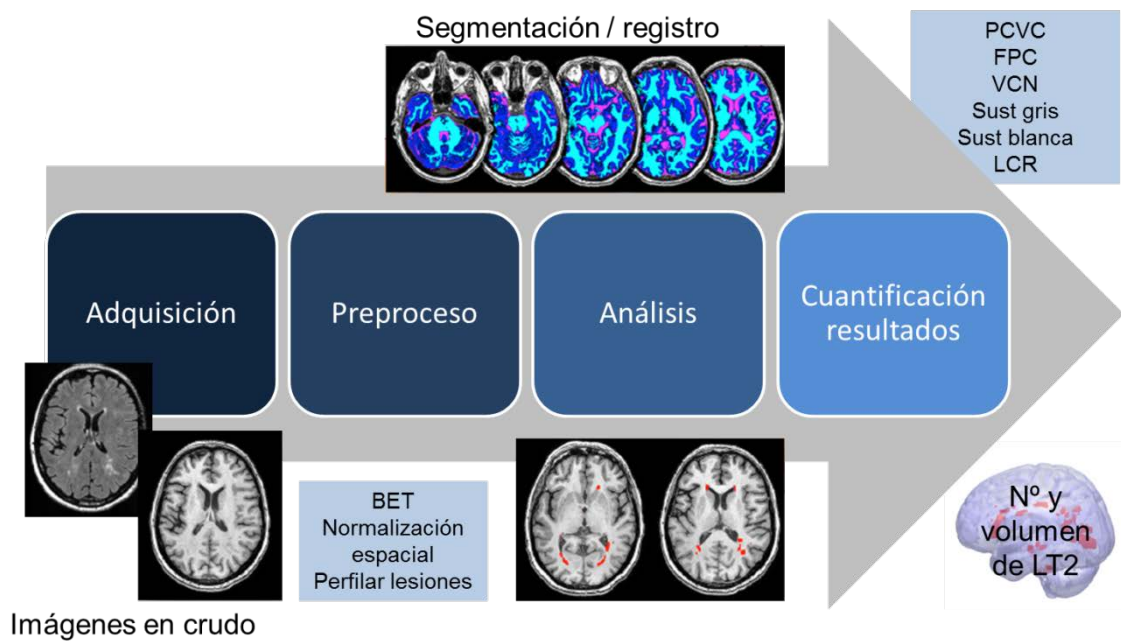 Segmentación / registro
PCVC
FPC
VCN
Sust gris
Sust blanca
LCR
Adquisición
Preproceso
Análisis
Cuantificación
resultados
BET
Normalización
espacial
Perfilar lesiones
Nº y
volumen
de LT2
Imágenes en crudo